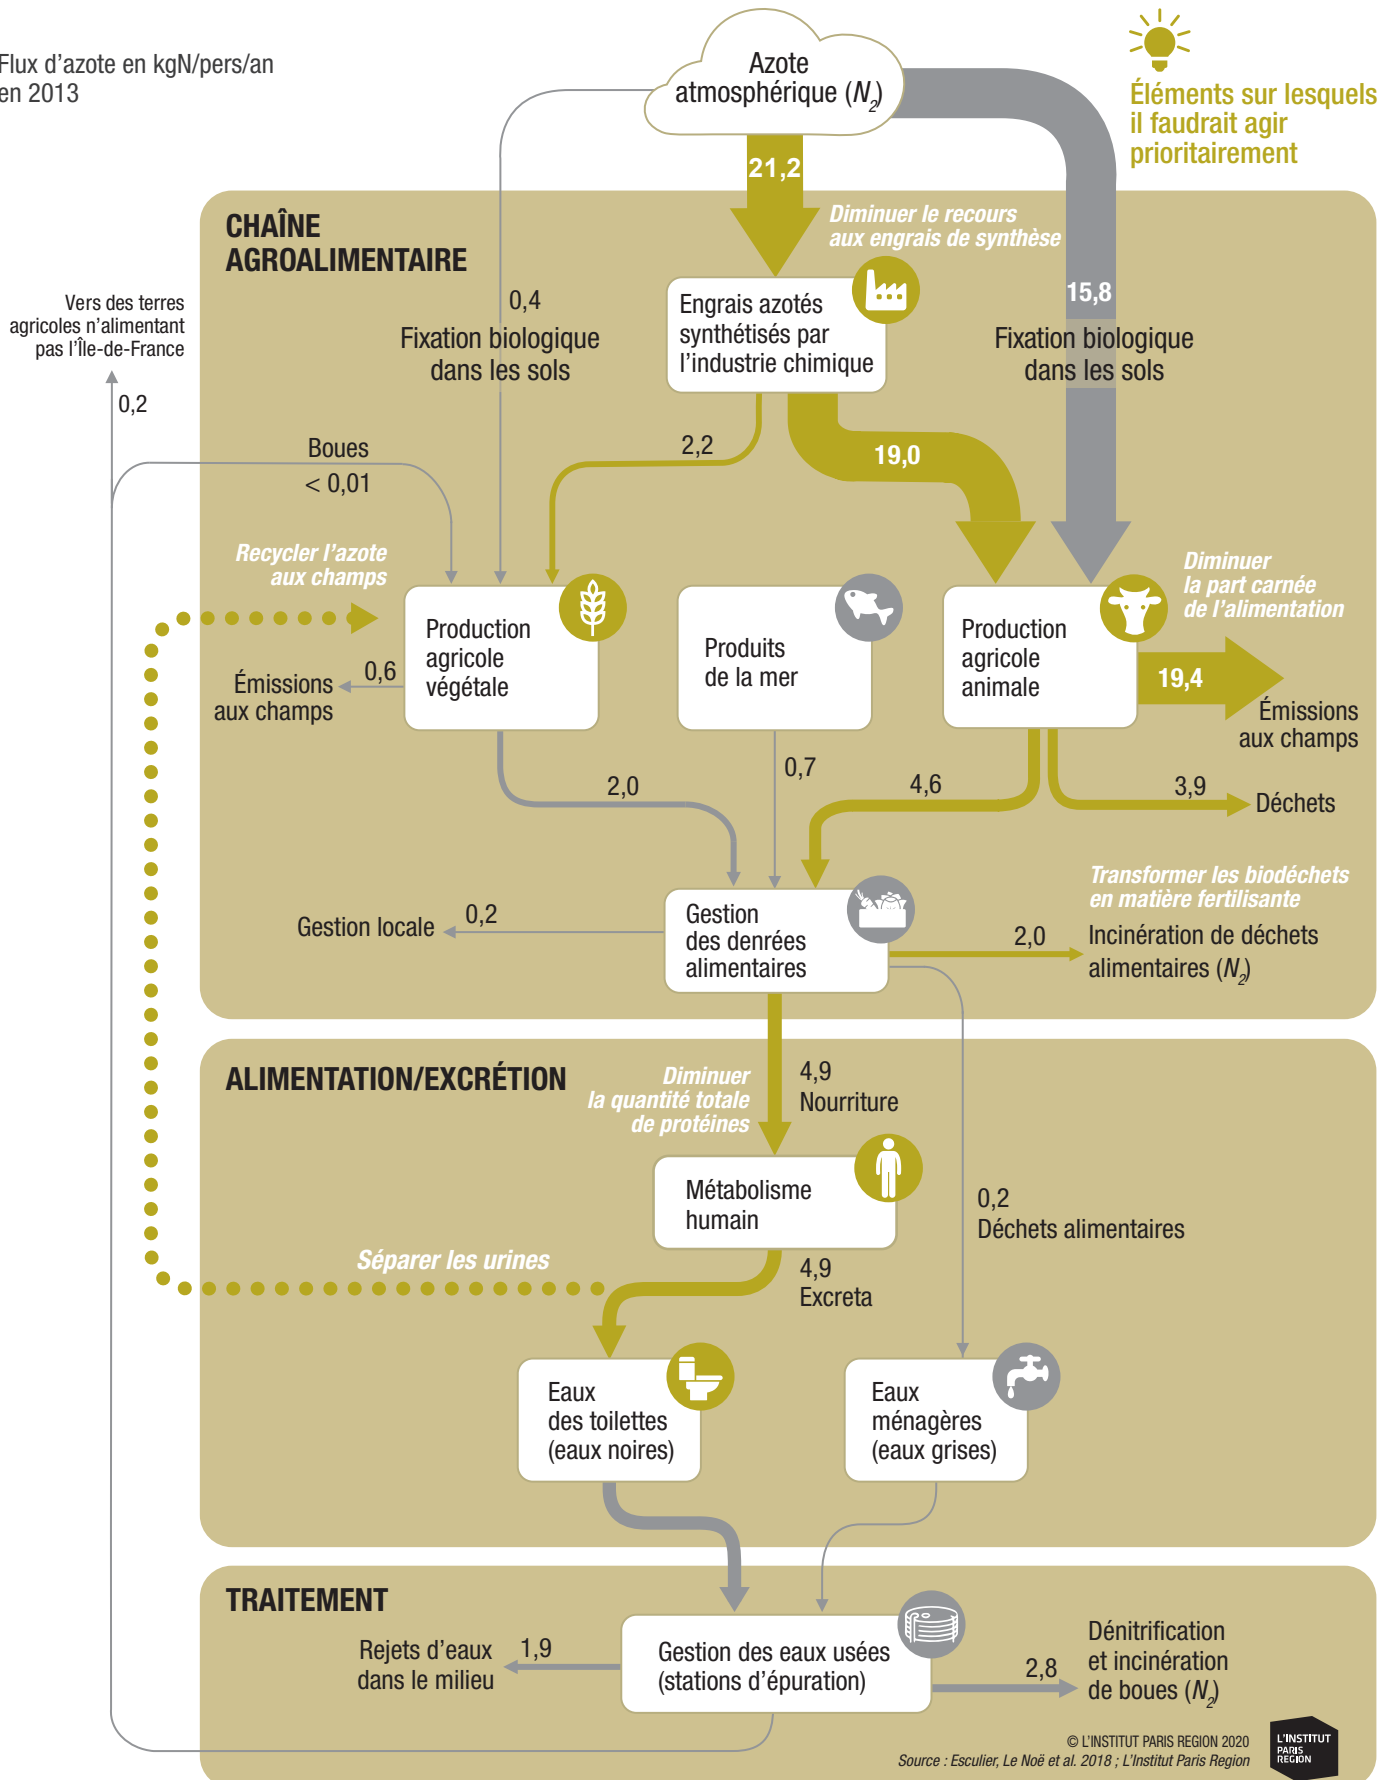 Flux d'azote en kgN/pers/an
en 2013
Azote
atmosphérique (N2)
Éléments sur lesquels
il faudrait agir
prioritairement
21,2
CHAÎNE
AGROALIMENTAIRE
Diminuer le recours
aux engrais de synthèse
Vers des terres
agricoles n'alimentant
pas l'Île-de-France
0,2
0,4
Fixation biologique
dans les sols
Engrais azotés
synthétisés par
l'industrie chimique
15,8
Fixation biologique
dans les sols
Boues
< 0,01
2,2
19,0
Recycler l'azote
aux champs
Diminuer
la part carnée
de l'alimentation
Production
agricole
végétale
Produits
de la mer
Production
agricole
animale
0,6
Émissions
aux champs
19,4
Émissions
aux champs
2,0
0,7
4,6
3,9
Déchets
Transformer les biodéchets
en matière fertilisante
Gestion locale
0,2
Gestion
des denrées
alimentaires
2,0
Incinération de déchets
alimentaires (N2)
ALIMENTATION/EXCRÉTION
Diminuer
la quantité totale
de protéines
4,9
Nourriture
Métabolisme
humain
0,2
Déchets alimentaires
Séparer les urines
4,9
Excreta
Eaux
des toilettes
(eaux noires)
Eaux
ménagères
(eaux grises)
TRAITEMENT
Rejets d'eaux
dans le milieu
1,9
Gestion des eaux usées
(stations d'épuration)
2,8
Dénitrification
et incinération
de boues (N2)
© L'INSTITUT PARIS REGION 2020
Source : Esculier, Le Noë et al. 2018 ; L'Institut Paris Region
L'INSTITUT
PARIS
REGION